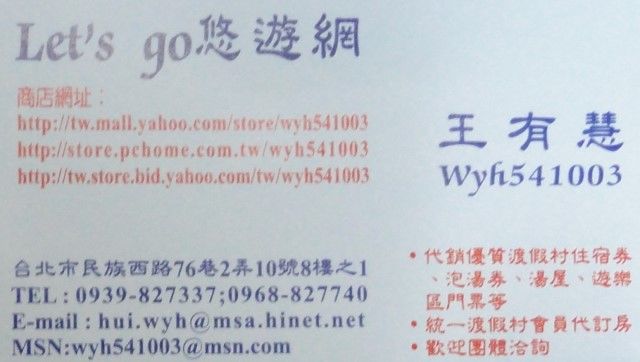 Let's go悠遊網
商店網址：
http://tw.mall.yahoo.com/store/wyh541003
http://store.pchome.com.tw/wyh541003
http://tw.store.bid.yahoo.com/tw/wyh541003
王有慧
Wyh541003
台北市民族西路76巷2弄10號8樓之1
TEL : 0939-827337;0968-827740
E-mail : hui.wyh@msa.hinet.net
MSN:wyh541003@msn.com
• 代銷優質渡假村住宿券
、泡湯券、湯屋、遊樂
區門票等
• 統一渡假村會員代訂房
• 歡迎團體洽詢